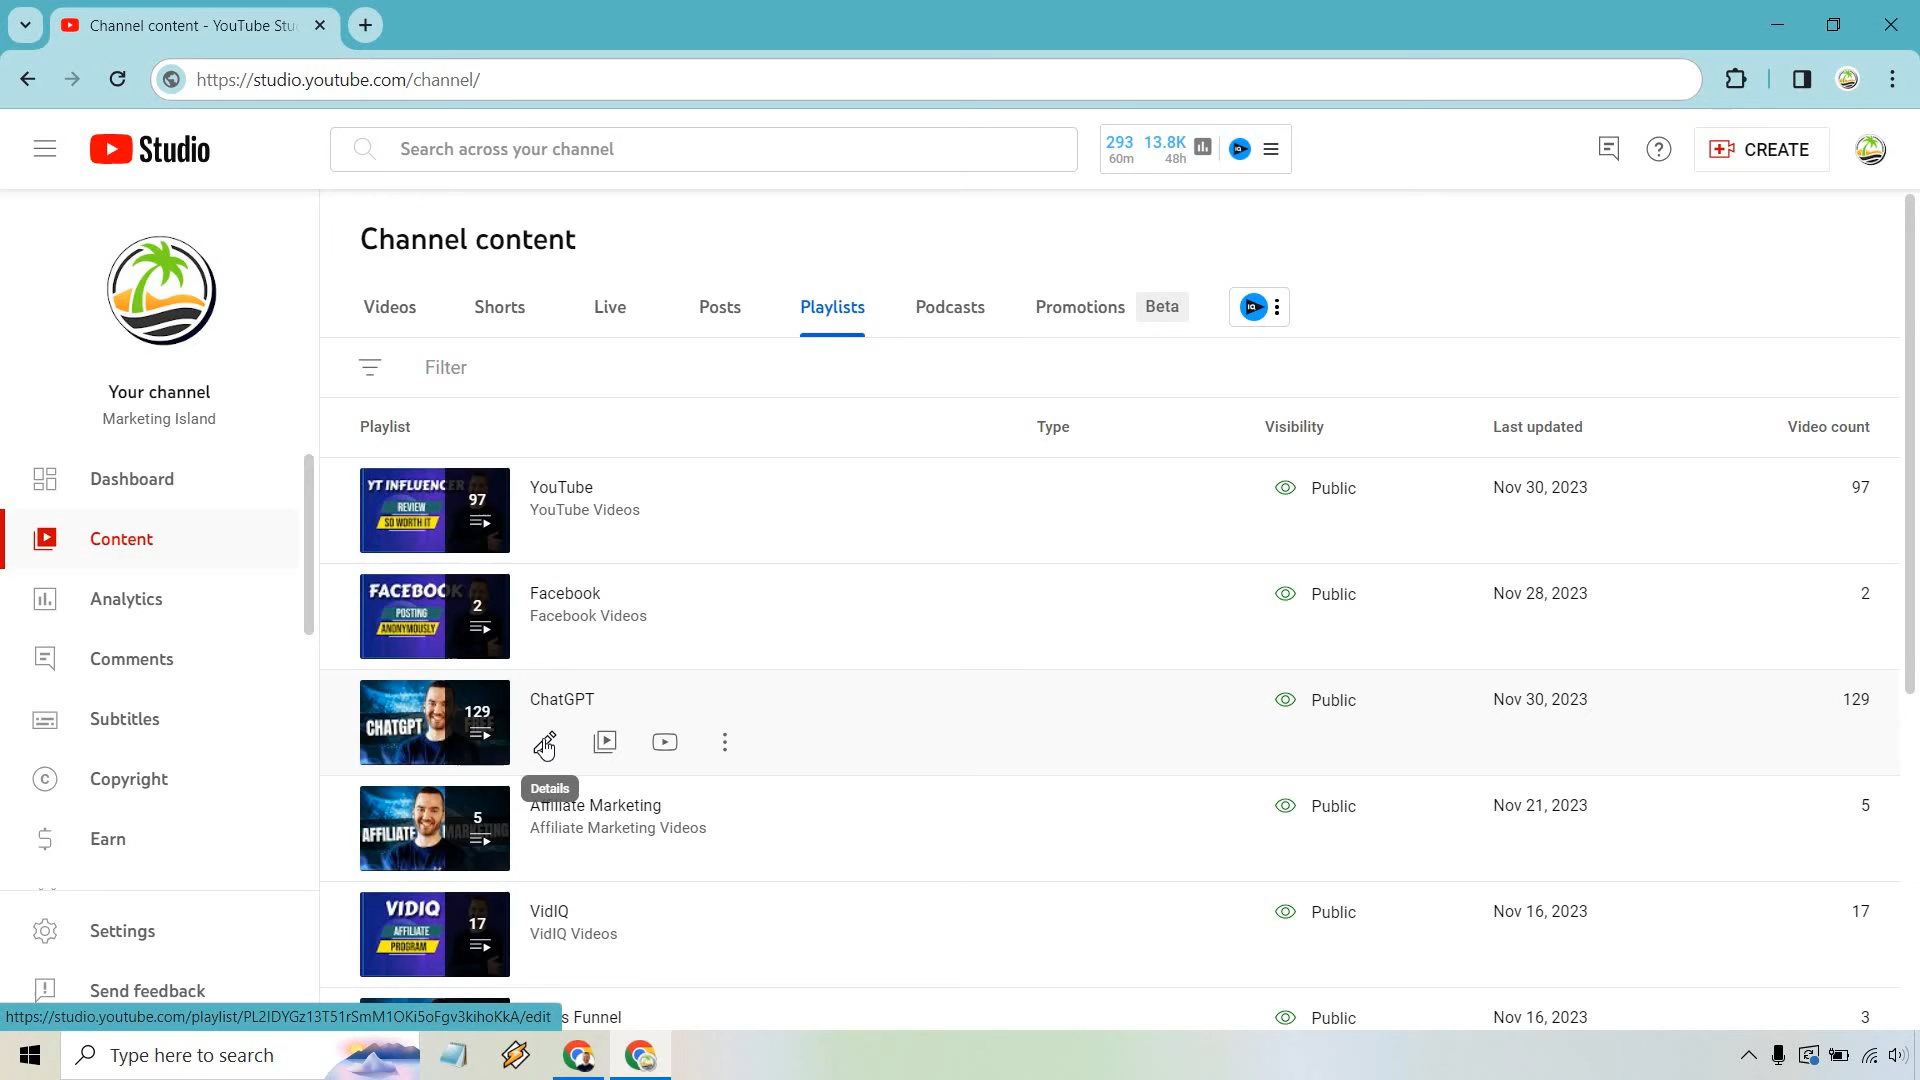 Channel content - YouTube Stu
https://studio.youtube.com/channel/
Studio
Search across your channel
293 13.8K
60m 48h
CREATE
Your channel
Marketing Island
Dashboard
Content
Analytics
Comments
Subtitles
Copyright
Earn
Settings
Send feedback
Channel content
Videos Shorts Live Posts Playlists Podcasts Promotions Beta
Filter
Playlist Type Visibility Last updated Video count
YT INFLUENCER
REVIEW
SO WORTH IT
97
YouTube
YouTube Videos
Public Nov 30, 2023 97
FACEBOOK
POSTING
ANONYMOUSLY
2
Facebook
Facebook Videos
Public Nov 28, 2023 2
CHATGPT FREE
129
ChatGPT
Public Nov 30, 2023 129
Details
AFFILIATE MARKETING
5
Affiliate Marketing
Affiliate Marketing Videos
Public Nov 21, 2023 5
VIDIQ
AFFILIATE
PROGRAM
17
VidIQ
VidIQ Videos
Public Nov 16, 2023 17
s Funnel
Public Nov 16, 2023 3
https://studio.youtube.com/playlist/PL2IDYGz13T51rSmM1OKi5oFgv3kihoKkA/edit
Type here to search